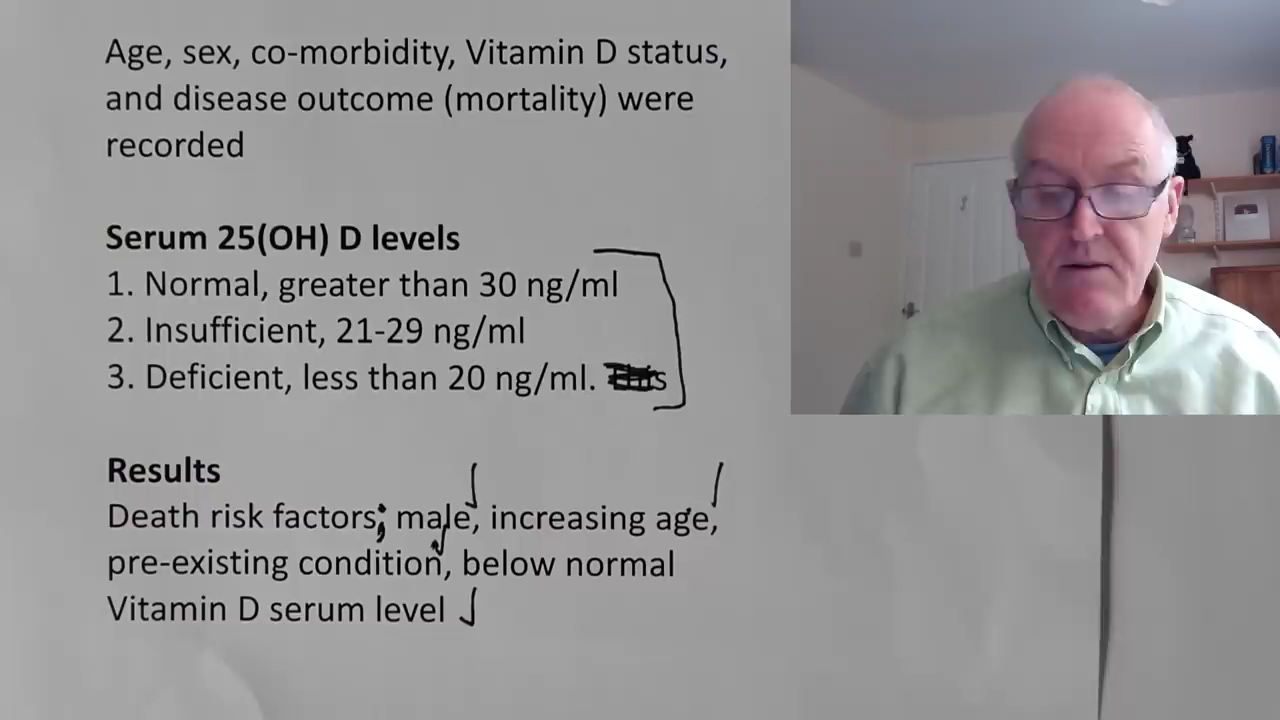 Age, sex, co-morbidity, Vitamin D status,
and disease outcome (mortality) were
recorded
Serum 25(OH) D levels
1. Normal, greater than 30 ng/ml
2. Insufficient, 21-29 ng/ml
3. Deficient, less than 20 ng/ml.
Results
Death risk factors; male, increasing age,
pre-existing condition, below normal
Vitamin D serum level